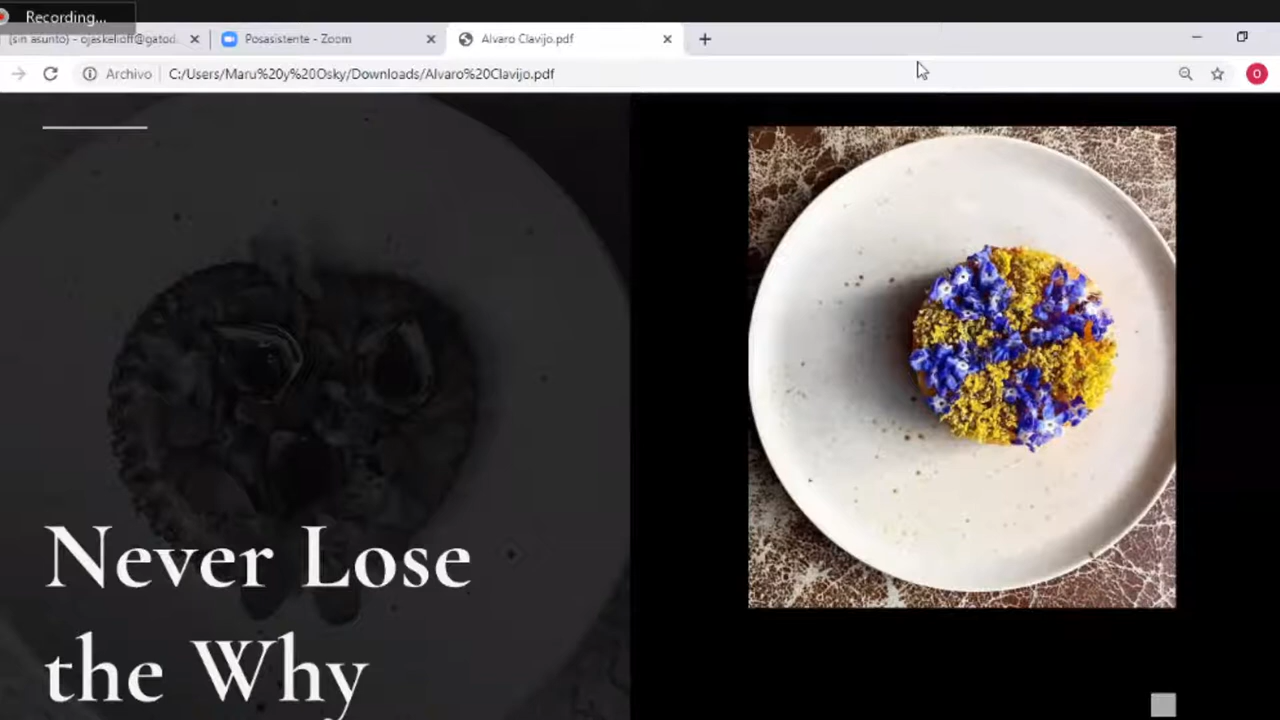 Recording...
(sin asunto) - ojaskelioff@gatod.
Posasistente - Zoom
Alvaro Clavijo.pdf
Archivo
C:/Users/Maru%20y%20Osky/Downloads/Alvaro%20Clavijo.pdf
O
Never Lose
the Why